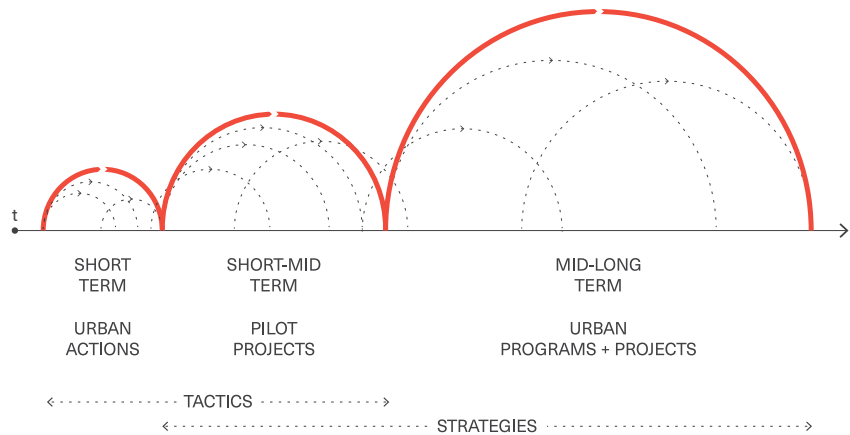 t
SHORT
TERM
SHORT-MID
TERM
MID-LONG
TERM
URBAN
ACTIONS
PILOT
PROJECTS
URBAN
PROGRAMS + PROJECTS
TACTICS
STRATEGIES